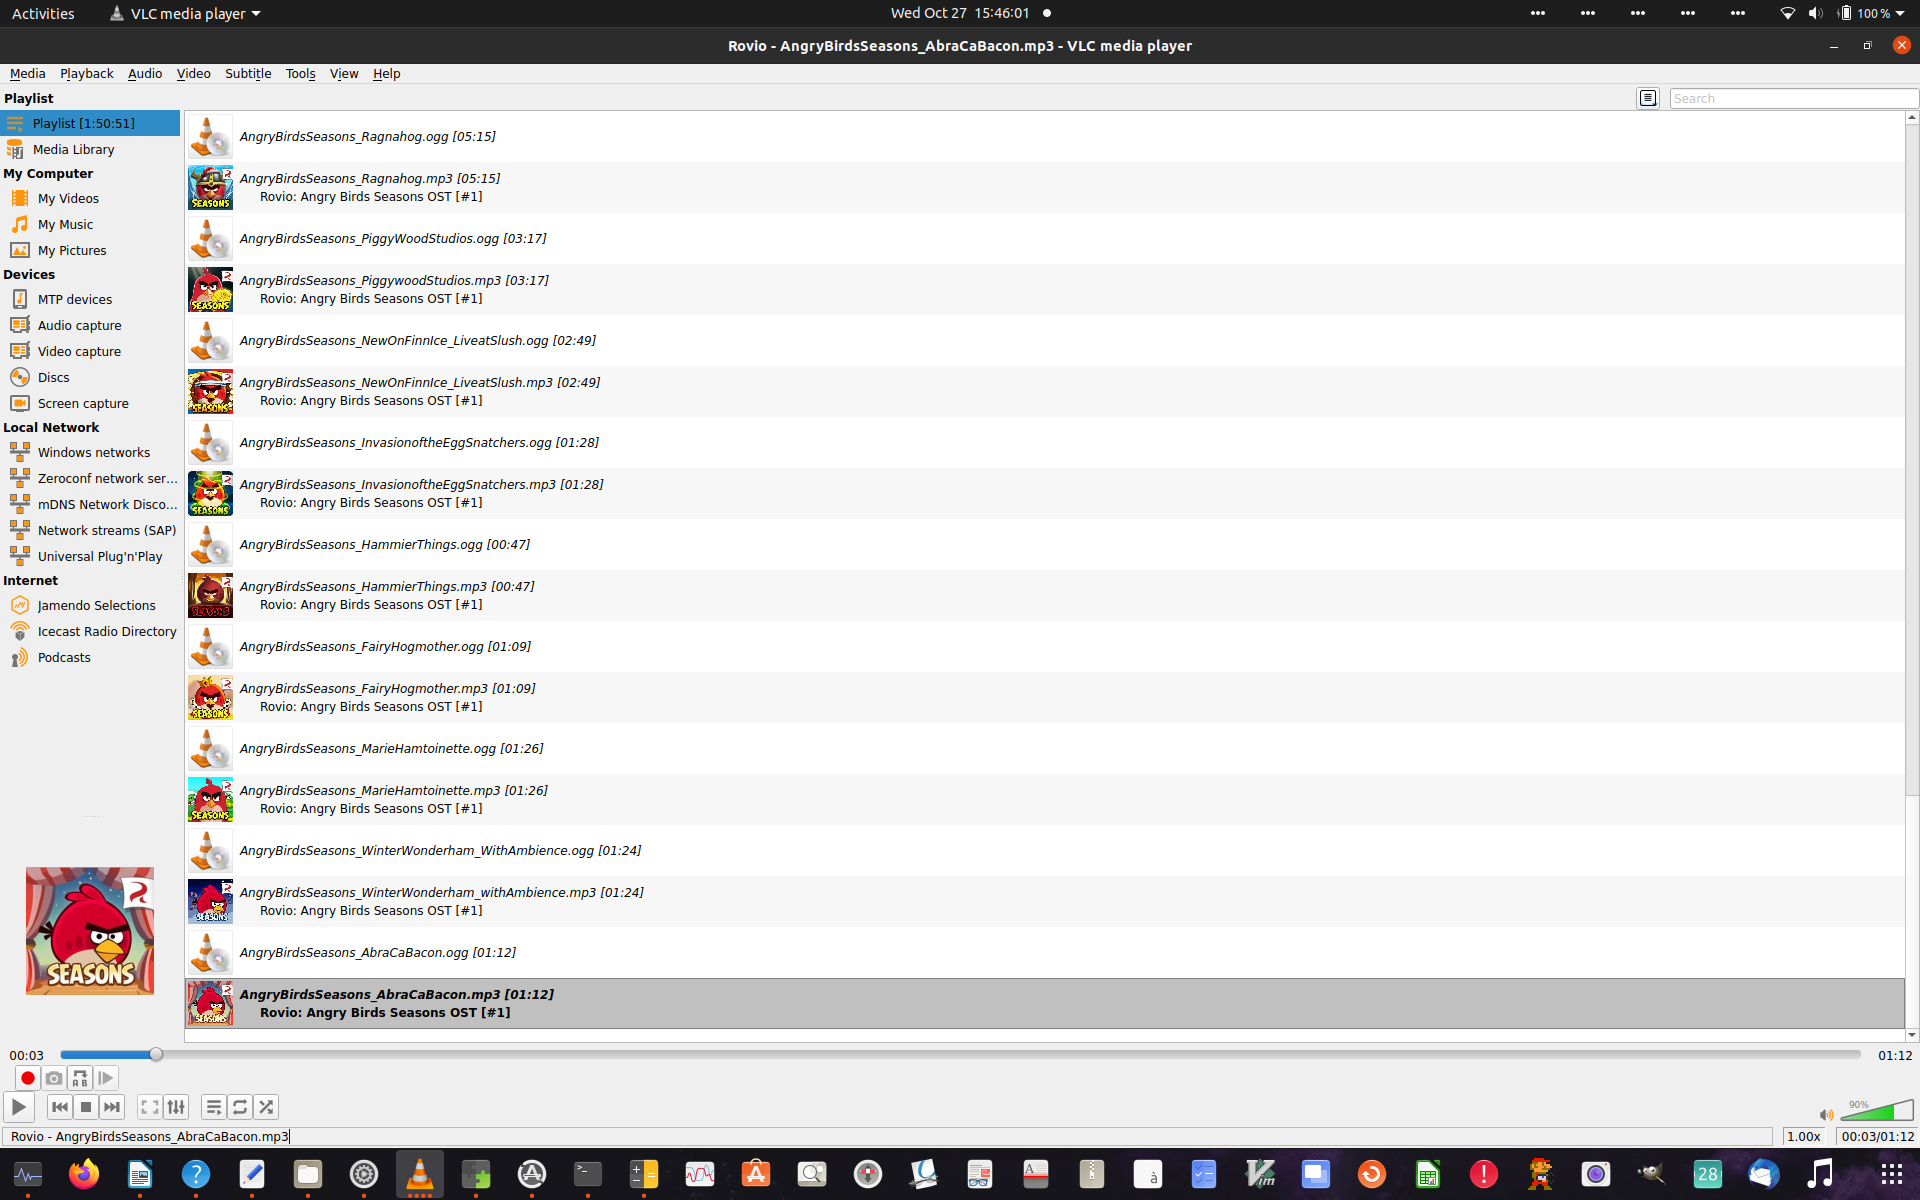 Activities
VLC media player
Wed Oct 27 15:46:01
100 %
Rovio - AngryBirdsSeasons_AbraCaBacon.mp3 - VLC media player
Media Playback Audio Video Subtitle Tools View Help
Playlist
Search
Playlist [1:50:51]
Media Library
My Computer
My Videos
My Music
My Pictures
Devices
MTP devices
Audio capture
Video capture
Discs
Screen capture
Local Network
Windows networks
Zeroconf network ser...
mDNS Network Disco...
Network streams (SAP)
Universal Plug'n'Play
Internet
Jamendo Selections
Icecast Radio Directory
Podcasts
SEASONS
AngryBirdsSeasons_Ragnahog.ogg [05:15]
AngryBirdsSeasons_Ragnahog.mp3 [05:15]
Rovio: Angry Birds Seasons OST [#1]
SEASONS
AngryBirdsSeasons_PiggyWoodStudios.ogg [03:17]
AngryBirdsSeasons_PiggywoodStudios.mp3 [03:17]
Rovio: Angry Birds Seasons OST [#1]
SEASONS
AngryBirdsSeasons_NewOnFinnIce_LiveatSlush.ogg [02:49]
AngryBirdsSeasons_NewOnFinnIce_LiveatSlush.mp3 [02:49]
Rovio: Angry Birds Seasons OST [#1]
SEASONS
AngryBirdsSeasons_InvasionoftheEggSnatchers.ogg [01:28]
AngryBirdsSeasons_InvasionoftheEggSnatchers.mp3 [01:28]
Rovio: Angry Birds Seasons OST [#1]
SEASONS
AngryBirdsSeasons_HammierThings.ogg [00:47]
AngryBirdsSeasons_HammierThings.mp3 [00:47]
Rovio: Angry Birds Seasons OST [#1]
SEASONS
AngryBirdsSeasons_FairyHogmother.ogg [01:09]
AngryBirdsSeasons_FairyHogmother.mp3 [01:09]
Rovio: Angry Birds Seasons OST [#1]
SEASONS
AngryBirdsSeasons_MarieHamtoinette.ogg [01:26]
AngryBirdsSeasons_MarieHamtoinette.mp3 [01:26]
Rovio: Angry Birds Seasons OST [#1]
SEASONS
AngryBirdsSeasons_WinterWonderham_WithAmbience.ogg [01:24]
AngryBirdsSeasons_WinterWonderham_withAmbience.mp3 [01:24]
Rovio: Angry Birds Seasons OST [#1]
SEASONS
AngryBirdsSeasons_AbraCaBacon.ogg [01:12]
AngryBirdsSeasons_AbraCaBacon.mp3 [01:12]
Rovio: Angry Birds Seasons OST [#1]
SEASONS
00:03
01:12
A B
90%
Rovio - AngryBirdsSeasons_AbraCaBacon.mp3
1.00x
00:03/01:12
?
>_
A
à
Vim
!
28